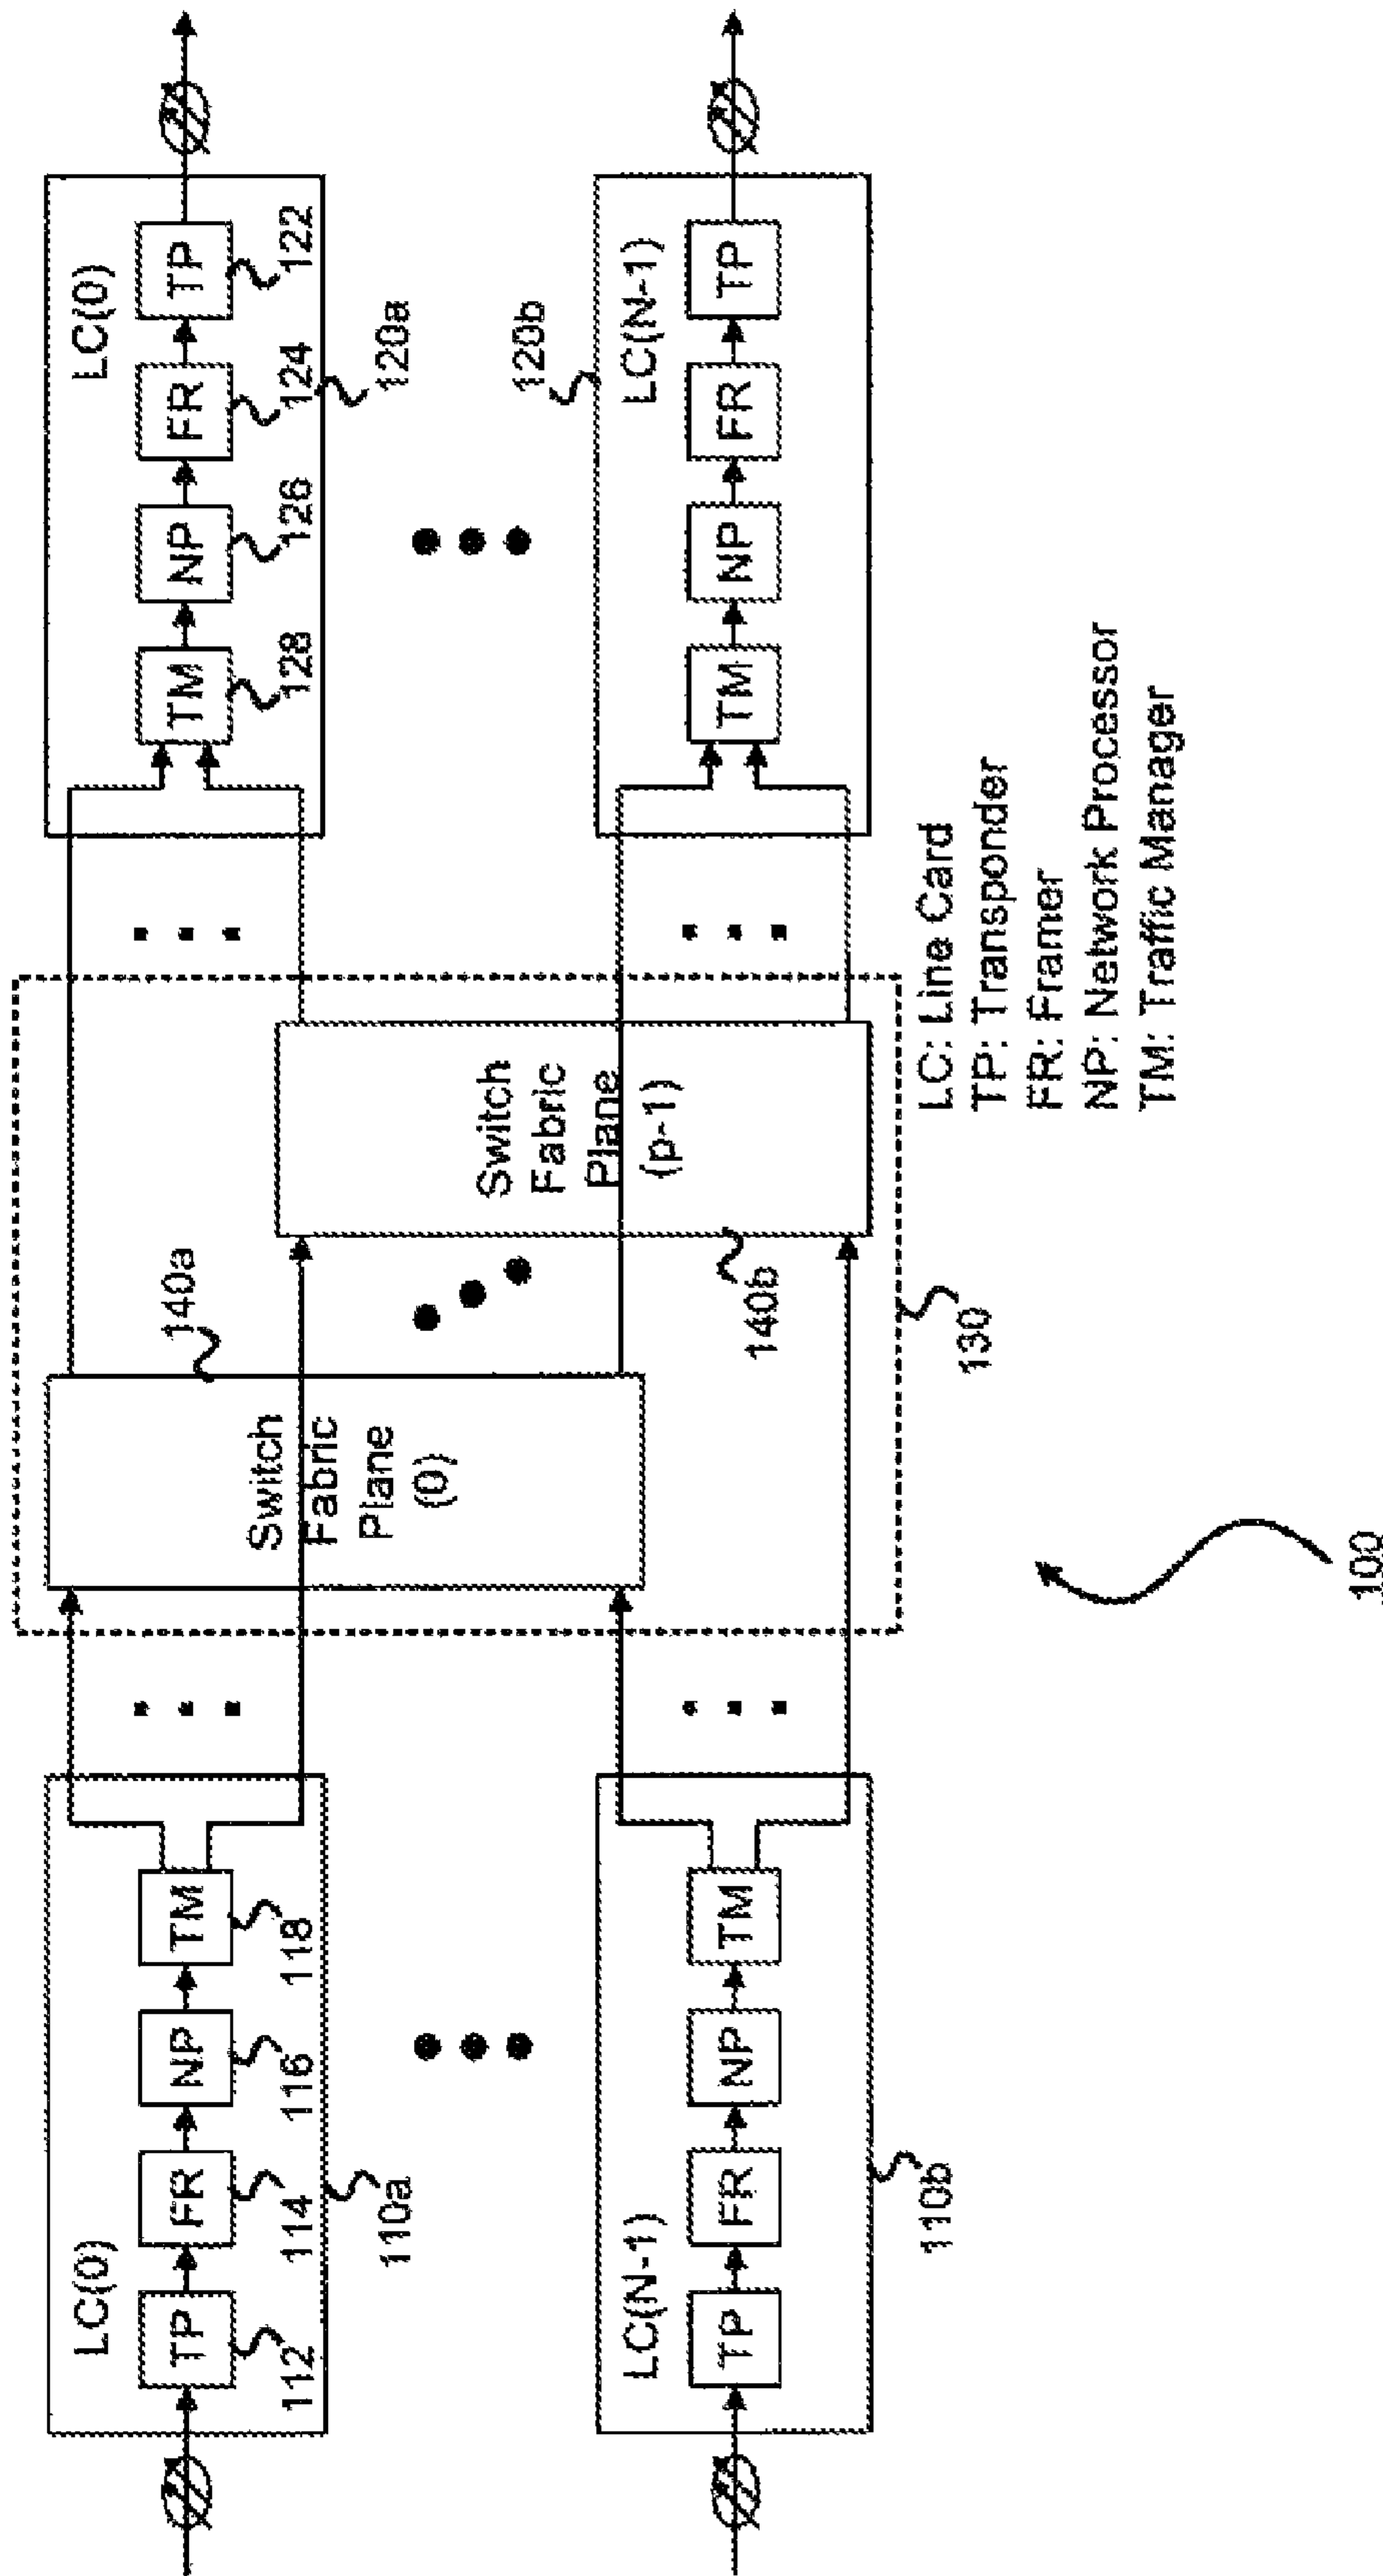 LC(0)
TP
FR
NP
TM
112
114
116
118
110a
LC(N-1)
TP
FR
NP
TM
110b
Switch
Fabric
Plane
(0)
140a
Switch
Fabric
Plane
(p-1)
140b
130
LC(0)
TM
NP
FR
TP
128
126
124
122
120a
120b
LC(N-1)
TM
NP
FR
TP
LC: Line Card
TP: Transponder
FR: Framer
NP: Network Processor
TM: Traffic Manager
100